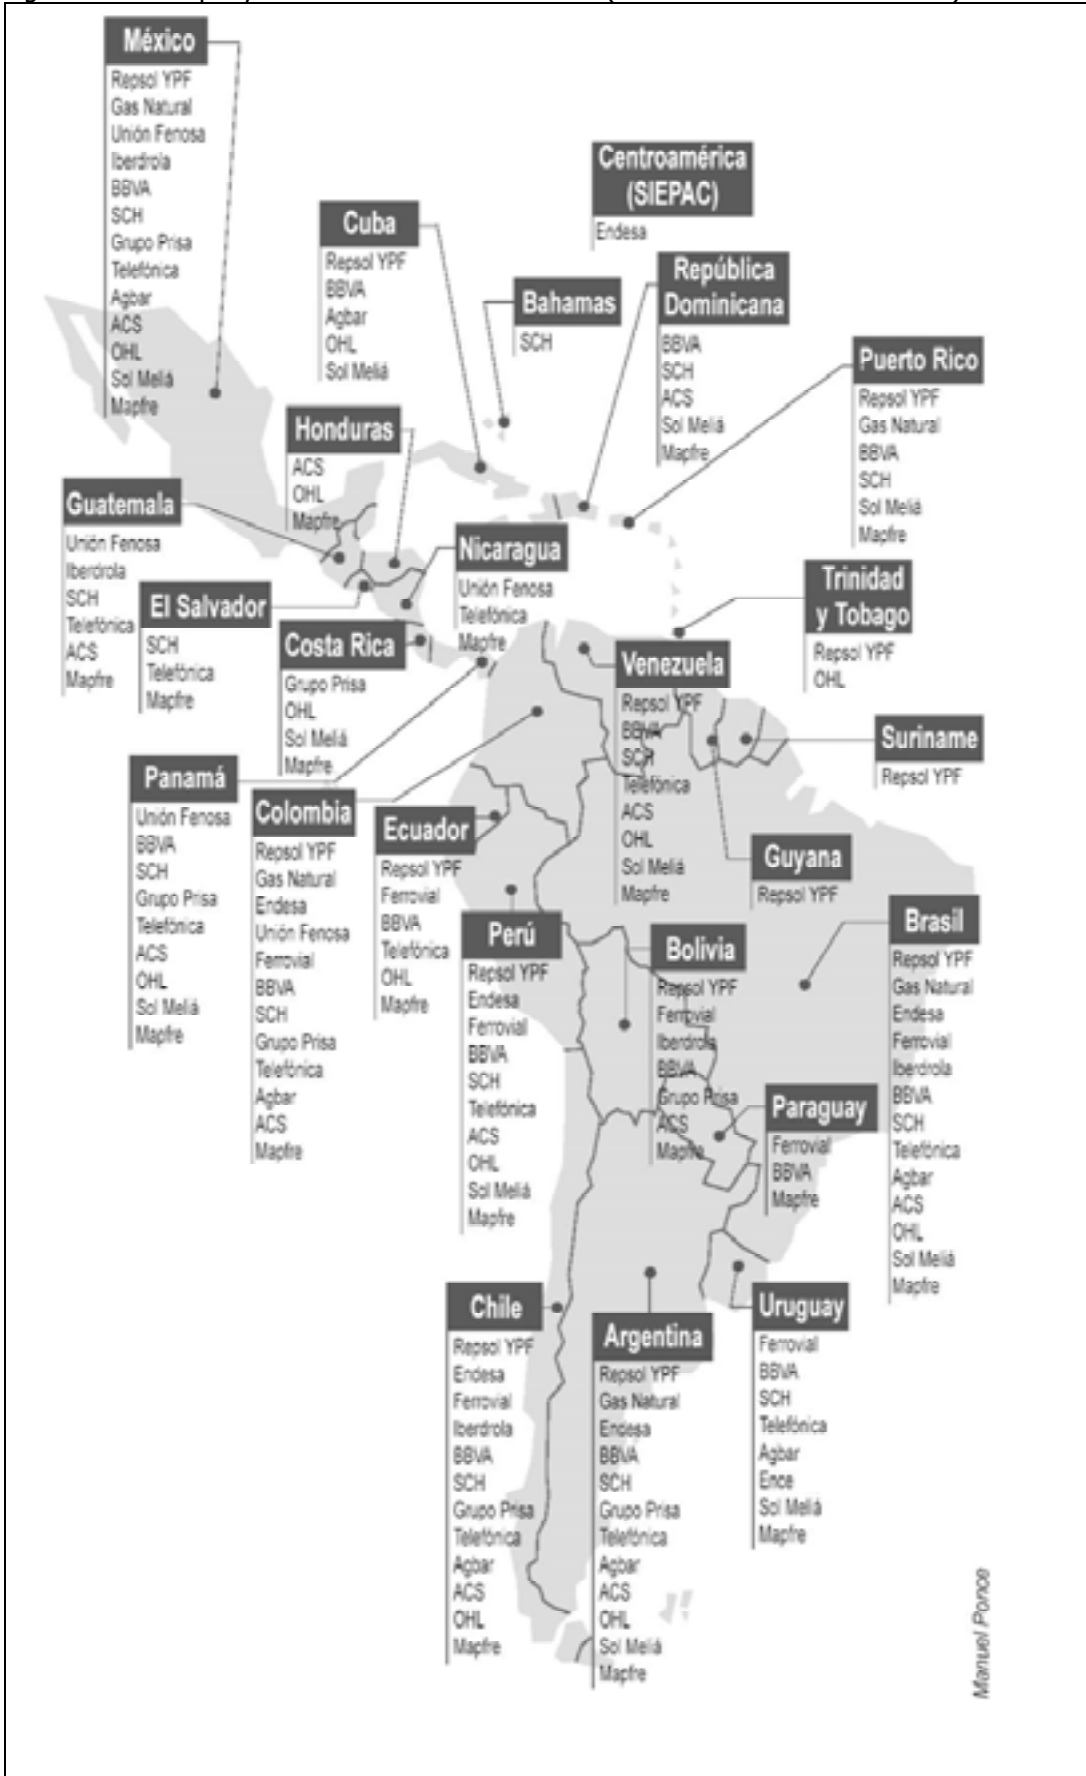 México
Repsol YPF
Gas Natural
Unión Fenosa
Iberdrola
BBVA
SCH
Grupo Prisa
Telefónica
Agbar
ACS
OHL
Sol Meliá
Mapfre
Centroamérica
(SIEPAC)
Endesa
Cuba
Repsol YPF
BBVA
Agbar
OHL
Sol Meliá
Bahamas
SCH
República
Dominicana
BBVA
SCH
ACS
Sol Meliá
Mapfre
Puerto Rico
Repsol YPF
Gas Natural
BBVA
SCH
Sol Meliá
Mapfre
Honduras
ACS
OHL
Mapfre
Guatemala
Unión Fenosa
Iberdrola
SCH
Telefónica
ACS
Mapfre
El Salvador
SCH
Telefónica
Mapfre
Nicaragua
Unión Fenosa
Telefónica
Mapfre
Costa Rica
Grupo Prisa
OHL
Sol Meliá
Mapfre
Trinidad
y Tobago
Repsol YPF
OHL
Venezuela
Repsol YPF
BBVA
SCH
Telefónica
ACS
OHL
Sol Meliá
Mapfre
Suriname
Repsol YPF
Panamá
Unión Fenosa
BBVA
SCH
Grupo Prisa
Telefónica
ACS
OHL
Sol Meliá
Mapfre
Colombia
Repsol YPF
Gas Natural
Endesa
Unión Fenosa
Ferrovial
BBVA
SCH
Grupo Prisa
Telefónica
Agbar
ACS
Mapfre
Ecuador
Repsol YPF
Ferrovial
BBVA
Telefónica
OHL
Mapfre
Guyana
Repsol YPF
Perú
Repsol YPF
Endesa
Ferrovial
BBVA
SCH
Telefónica
ACS
OHL
Sol Meliá
Mapfre
Bolivia
Repsol YPF
Ferrovial
Iberdrola
BBVA
Grupo Prisa
ACS
Mapfre
Brasil
Repsol YPF
Gas Natural
Endesa
Ferrovial
Iberdrola
BBVA
SCH
Telefónica
Agbar
ACS
OHL
Sol Meliá
Mapfre
Paraguay
Ferrovial
BBVA
Mapfre
Chile
Repsol YPF
Endesa
Ferrovial
Iberdrola
BBVA
SCH
Grupo Prisa
Telefónica
Agbar
ACS
OHL
Mapfre
Argentina
Repsol YPF
Gas Natural
Endesa
BBVA
SCH
Grupo Prisa
Telefónica
Agbar
ACS
OHL
Sol Meliá
Mapfre
Uruguay
Ferrovial
BBVA
SCH
Telefónica
Agbar
Ence
Sol Meliá
Mapfre
Manuel Ponce